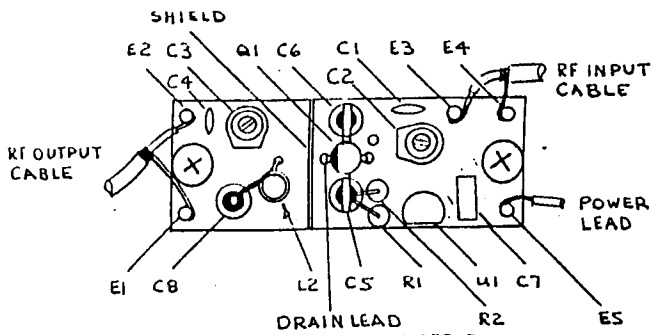 SHIELD
E2 C3 Q1 C6 C1 E3 E4
C4
C2
RF INPUT
CABLE
RF OUTPUT
CABLE
POWER
LEAD
E1 C8 L2 C5 R1 U1 C7
R2
E5
DRAIN LEAD